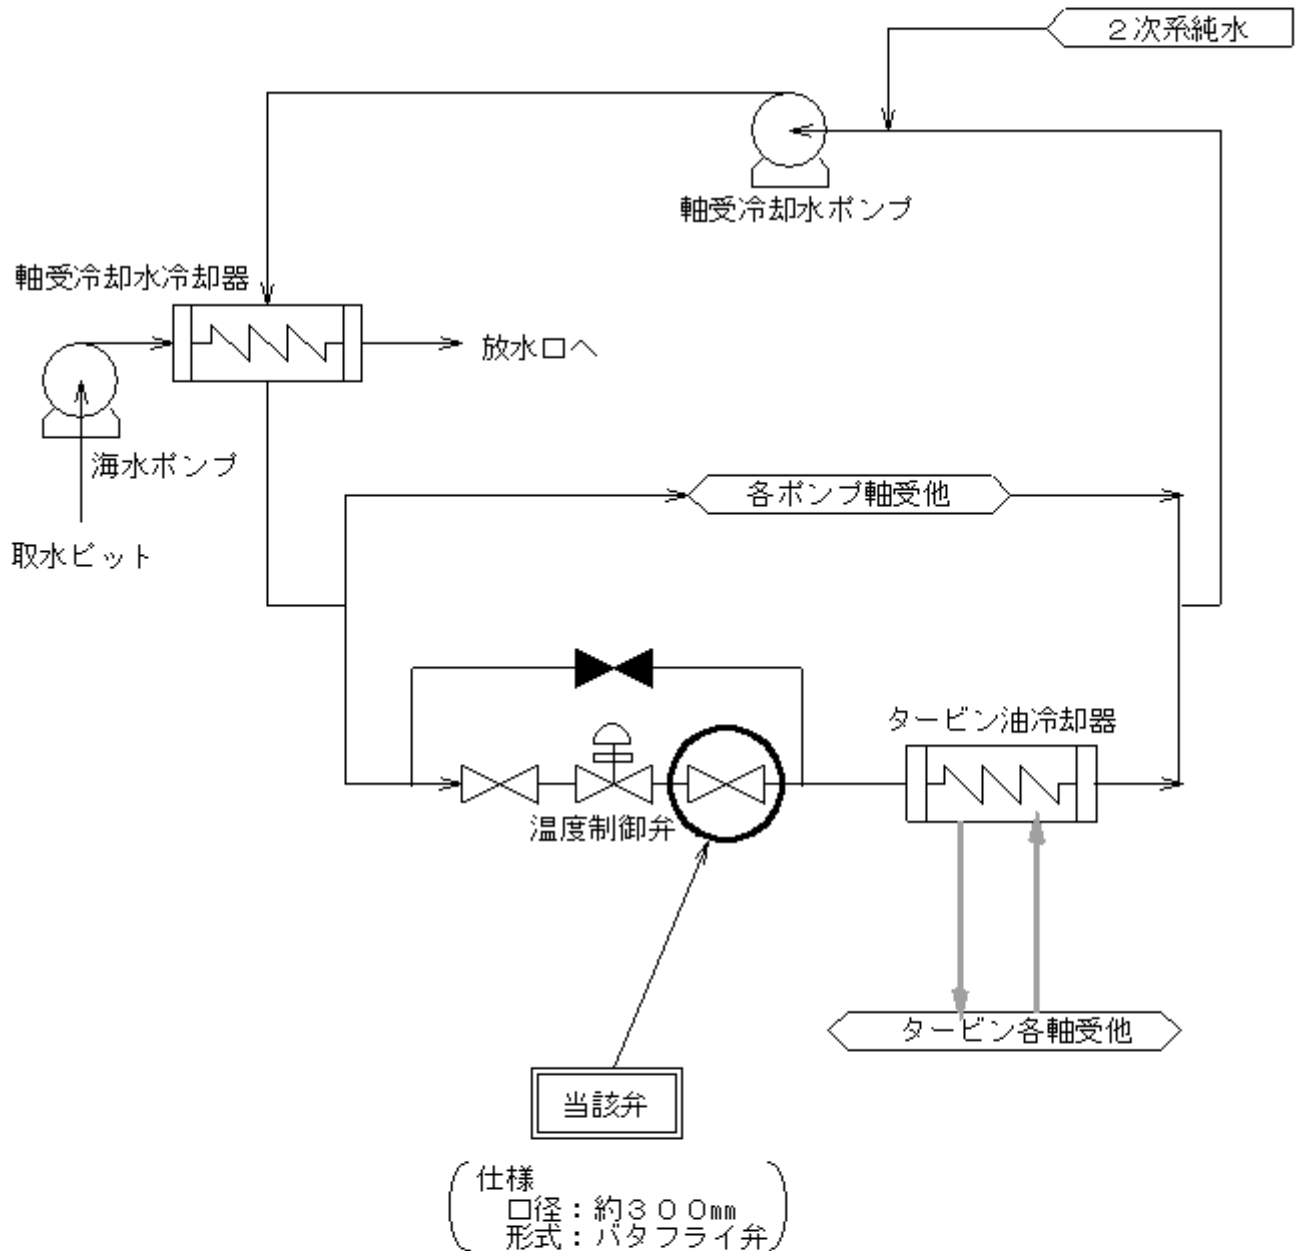 ２次系純水
軸受冷却水ポンプ
軸受冷却水冷却器
放水口へ
海水ポンプ
各ポンプ軸受他
取水ピット
タービン油冷却器
温度制御弁
タービン各軸受他
当該弁
仕様
口径：約３００㎜
形式：バタフライ弁